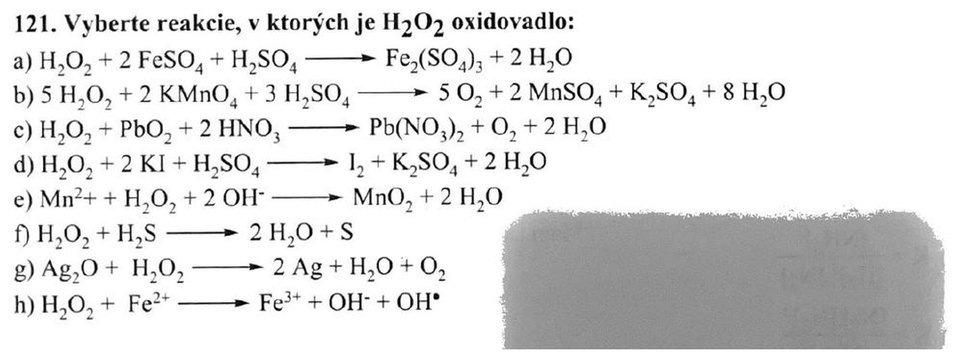 121. Vyberte reakcie, v ktorých je H₂O₂ oxidovadlo:
a) H₂O₂ + 2 FeSO₄ + H₂SO₄ ⟶ Fe₂(SO₄)₃ + 2 H₂O
b) 5 H₂O₂ + 2 KMnO₄ + 3 H₂SO₄ ⟶ 5 O₂ + 2 MnSO₄ + K₂SO₄ + 8 H₂O
c) H₂O₂ + PbO₂ + 2 HNO₃ ⟶ Pb(NO₃)₂ + O₂ + 2 H₂O
d) H₂O₂ + 2 KI + H₂SO₄ ⟶ I₂ + K₂SO₄ + 2 H₂O
e) Mn²⁺+ + H₂O₂ + 2 OH⁻ ⟶ MnO₂ + 2 H₂O
f) H₂O₂ + H₂S ⟶ 2 H₂O + S
g) Ag₂O + H₂O₂ ⟶ 2 Ag + H₂O + O₂
h) H₂O₂ + Fe²⁺ ⟶ Fe³⁺ + OH⁻ + OH•